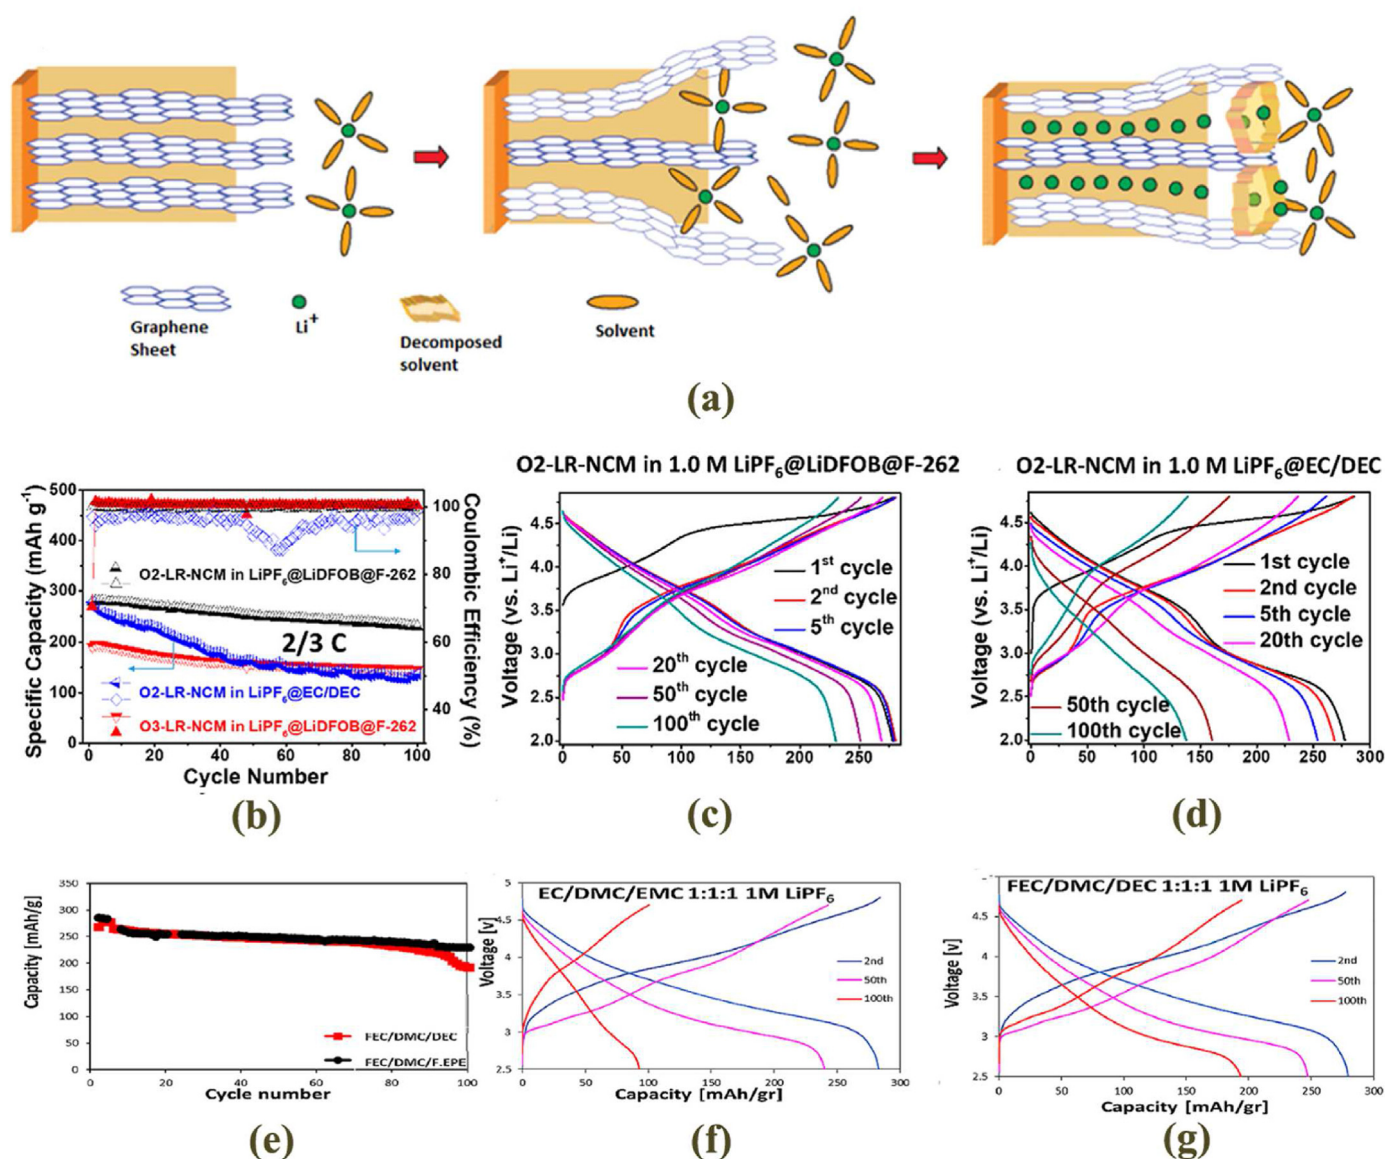 Graphene
Sheet
Li+
Decomposed
solvent
Solvent
(a)
O2-LR-NCM in 1.0 M LiPF6@LiDFOB@F-262
O2-LR-NCM in 1.0 M LiPF6@EC/DEC
Specific Capacity (mAh g-1)
500
400
300
200
100
0
100
80
60
40
Coulombic Efficiency (%)
O2-LR-NCM in LiPF6@LiDFOB@F-262
2/3 C
O2-LR-NCM in LiPF6@EC/DEC
O3-LR-NCM in LiPF6@LiDFOB@F-262
0 20 40 60 80 100
Cycle Number
(b)
Voltage (vs. Li+/Li)
4.5
4.0
3.5
3.0
2.5
2.0
1st cycle
2nd cycle
5th cycle
20th cycle
50th cycle
100th cycle
0 50 100 150 200 250
(c)
Voltage (vs. Li+/Li)
4.5
4.0
3.5
3.0
2.5
2.0
1st cycle
2nd cycle
5th cycle
20th cycle
50th cycle
100th cycle
0 50 100 150 200 250 300
(d)
Capacity [mAh/g]
350
300
250
200
150
100
50
0
FEC/DMC/DEC
FEC/DMC/F.EPE
0 20 40 60 80 100
Cycle number
(e)
EC/DMC/EMC 1:1:1 1M LiPF6
Voltage [v]
5
4.5
4
3.5
3
2.5
2nd
50th
100th
0 50 100 150 200 250 300
Capacity [mAh/gr]
(f)
FEC/DMC/DEC 1:1:1 1M LiPF6
Voltage [v]
4.5
4
3.5
3
2.5
2nd
50th
100th
0 50 100 150 200 250 300
Capacity [mAh/gr]
(g)